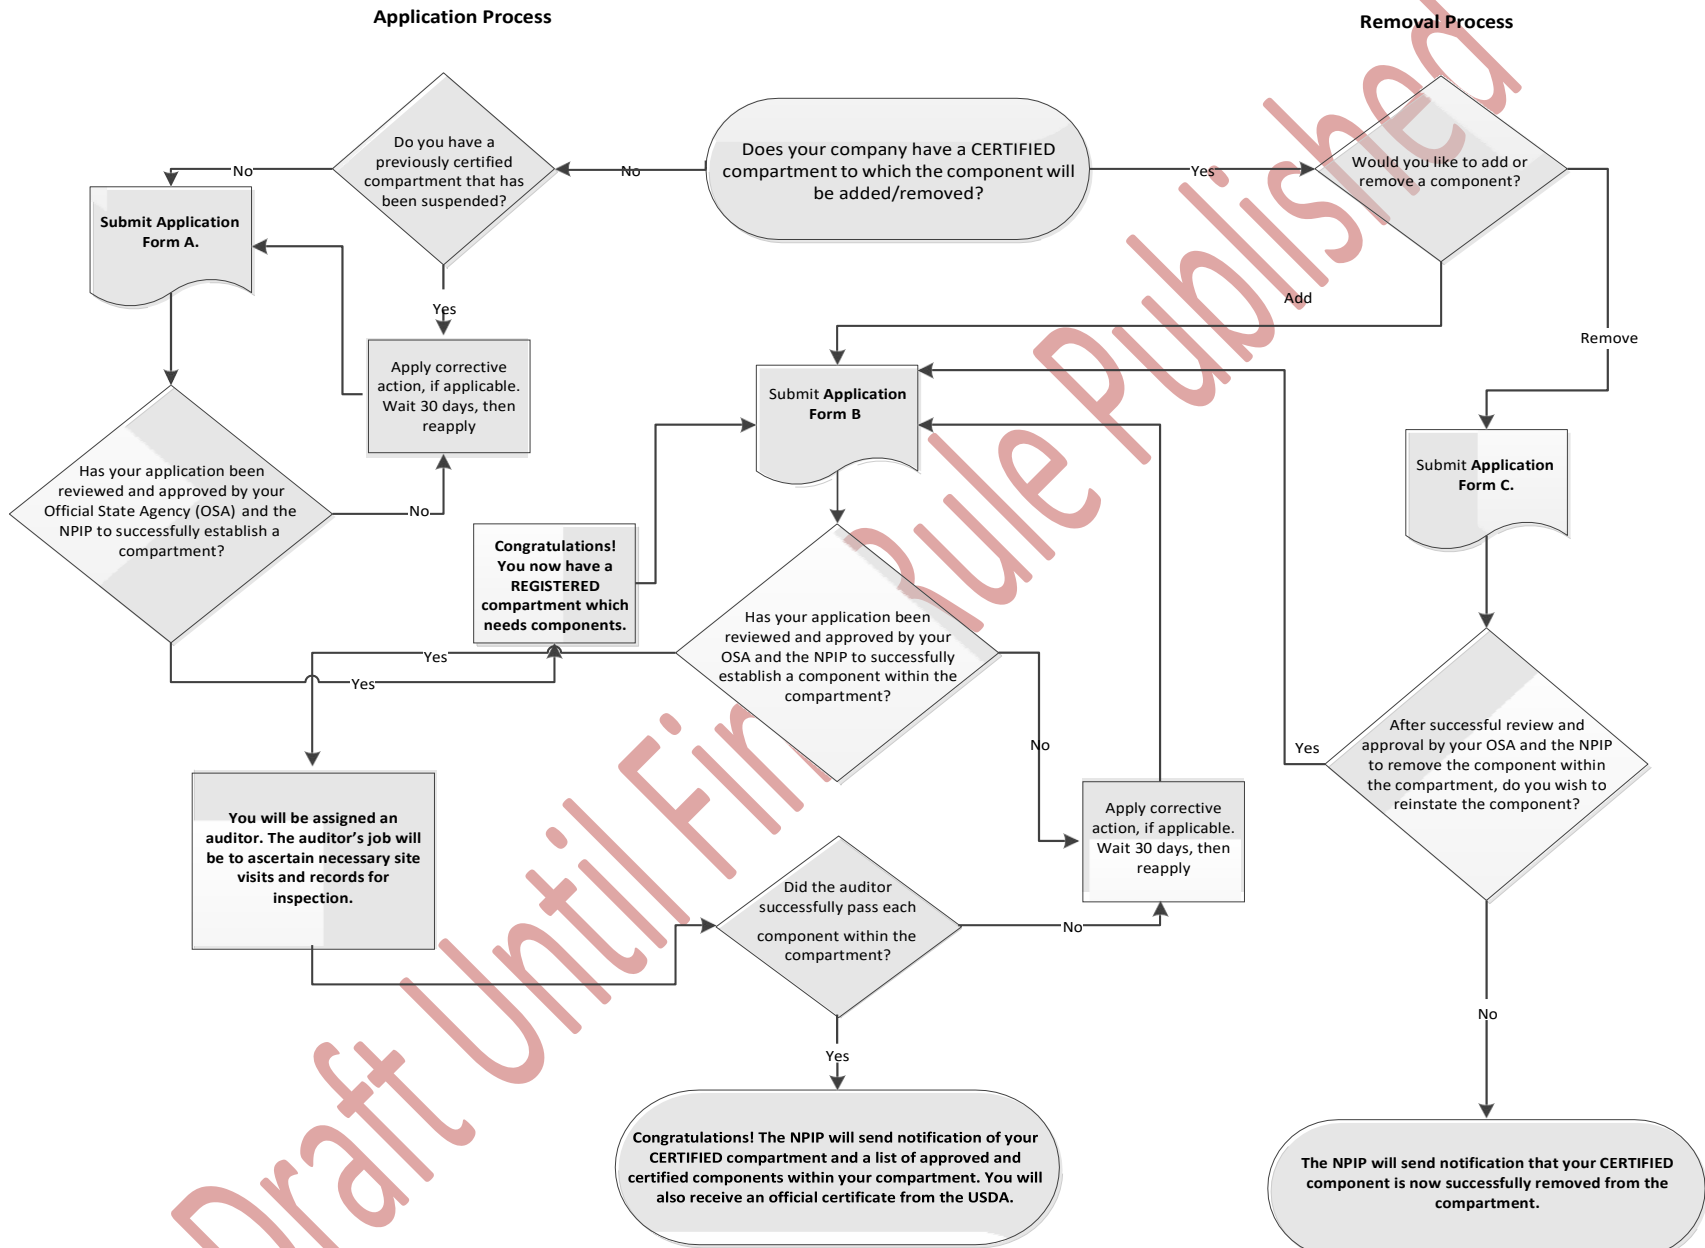 Application Process
Removal Process
Does your company have a CERTIFIED
compartment to which the component will
be added/removed?
No
Yes
Do you have a
previously certified
compartment that has
been suspended?
No
Yes
Submit Application
Form A.
Apply corrective
action, if applicable.
Wait 30 days, then
reapply
Has your application been
reviewed and approved by your
Official State Agency (OSA) and the
NPIP to successfully establish a
compartment?
No
Yes
Congratulations!
You now have a
REGISTERED
compartment which
needs components.
Would you like to add or
remove a component?
Add
Remove
Submit Application
Form B
Has your application been
reviewed and approved by your
OSA and the NPIP to successfully
establish a component within the
compartment?
Yes
No
You will be assigned an
auditor. The auditor's job will
be to ascertain necessary site
visits and records for
inspection.
Did the auditor
successfully pass each
component within the
compartment?
No
Yes
Apply corrective
action, if applicable.
Wait 30 days, then
reapply
Congratulations! The NPIP will send notification of your
CERTIFIED compartment and a list of approved and
certified components within your compartment. You will
also receive an official certificate from the USDA.
Submit Application
Form C.
After successful review and
approval by your OSA and the NPIP
to remove the component within
the compartment, do you wish to
reinstate the component?
Yes
No
The NPIP will send notification that your CERTIFIED
component is now successfully removed from the
compartment.
Draft Until Final Rule Published